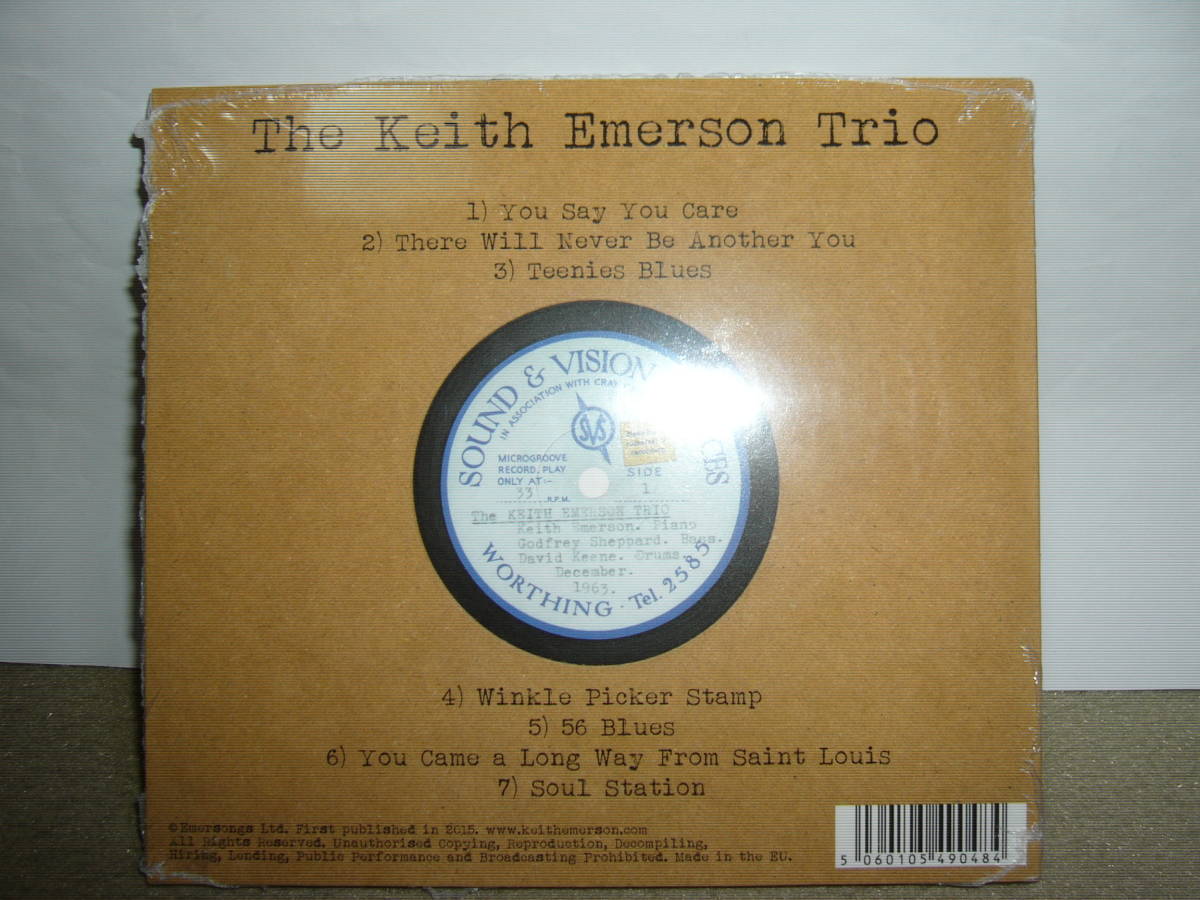 The Keith Emerson Trio
1) You Say You Care
2) There Will Never Be Another You
3) Teenies Blues
SOUND & VISION
IN ASSOCIATION WITH
SVS
MICROGROOVE
RECORD, PLAY
ONLY AT:-
33 R.P.M.
SIDE
1
The KEITH EMERSON TRIO
Keith Emerson. Piano
Godfrey Sheppard. Bass.
David Keene. Drums.
December.
1963.
WORTHING · Tel. 2585
4) Winkle Picker Stamp
5) 56 Blues
6) You Came a Long Way From Saint Louis
7) Soul Station
©Emersongs Ltd. First published in 2015. www.keithemerson.com
All Rights Reserved. Unauthorised Copying, Reproduction, Decompiling,
Hiring, Lending, Public Performance and Broadcasting Prohibited. Made in the EU.
5 060105 490484